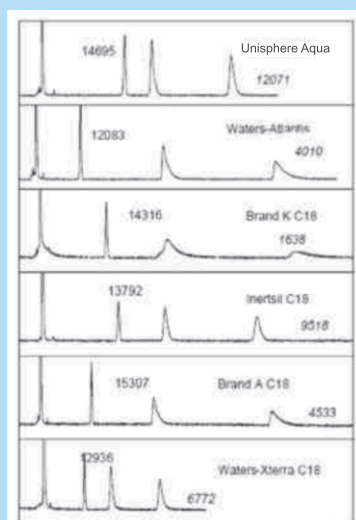 14695
Unisphere Aqua
12071
12083
Waters-Atlantis
4010
14316
Brand K C18
1638
13792
Inertsil C18
9518
15307
Brand A C18
4533
12936
Waters-Xterra C18
6772